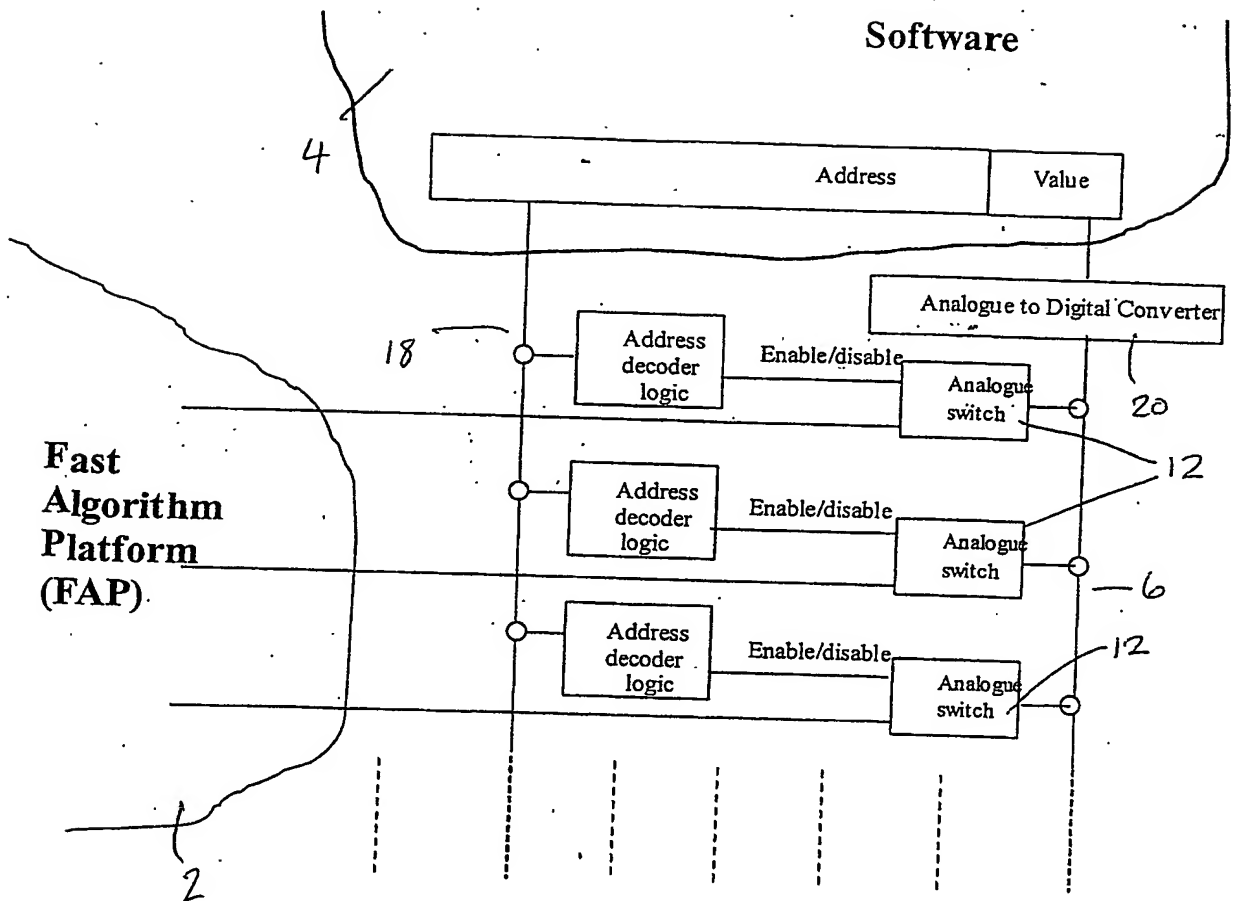 Software
4
Address
Value
Analogue to Digital Converter
18
Address
decoder
logic
Enable/disable
Analogue
switch
20
Fast
Algorithm
Platform
(FAP)
12
Address
decoder
logic
Enable/disable
Analogue
switch
6
Address
decoder
logic
Enable/disable
Analogue
switch
12
2